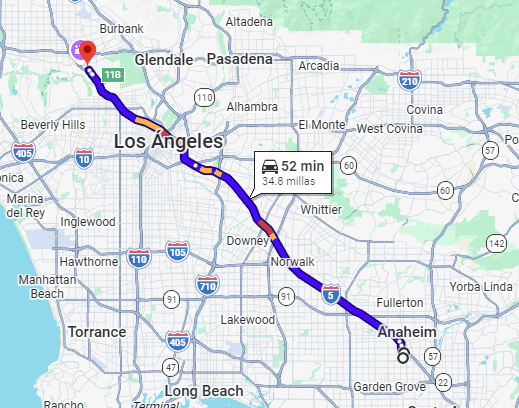 Burbank
Altadena
Glendale
Pasadena
Arcadia
11B
210
110
Covina
Alhambra
Beverly Hills
El Monte
West Covina
Los Ángeles
405
10
57
52 min
34.8 millas
60
60
onica
Marina
del Rey
Whittier
Inglewood
Downey
142
Hawthorne
105
110
Norwalk
Manhattan
Beach
710
5
Yorba Linda
91
91
Fullerton
Lakewood
Torrance
Anaheim
405
57
47
22
Garden Grove
Long Beach
Rancho
Terminal